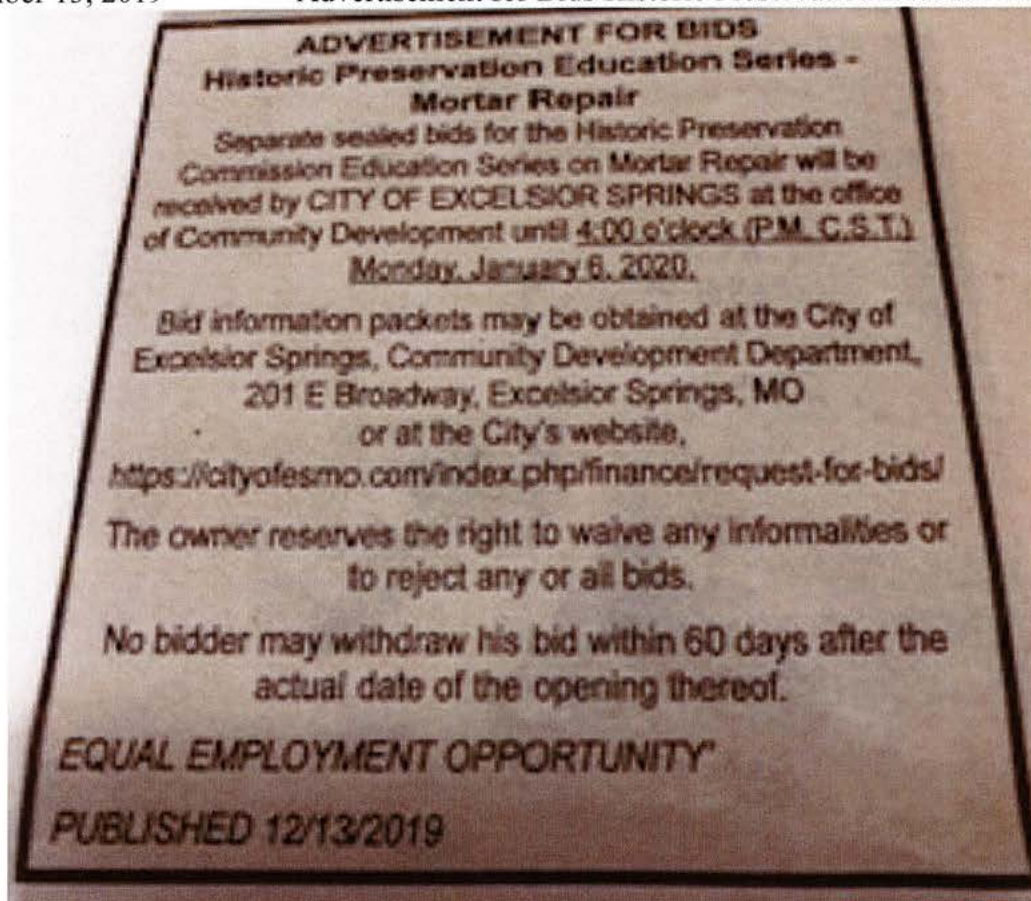 13, 2019 Advertisement for Bids
ADVERTISEMENT FOR BIDS
Historic Preservation Education Series -
Mortar Repair
Separate sealed bids for the Historic Preservation
Commission Education Series on Mortar Repair will be
received by CITY OF EXCELSIOR SPRINGS at the office
of Community Development until 4:00 o'clock (P.M. C.S.T.)
Monday, January 6, 2020.
Bid information packets may be obtained at the City of
Excelsior Springs, Community Development Department,
201 E Broadway, Excelsior Springs, MO
or at the City's website,
https://cityofesmo.com/index.php/finance/request-for-bids/
The owner reserves the right to waive any informalities or
to reject any or all bids.
No bidder may withdraw his bid within 60 days after the
actual date of the opening thereof.
EQUAL EMPLOYMENT OPPORTUNITY"
PUBLISHED 12/13/2019